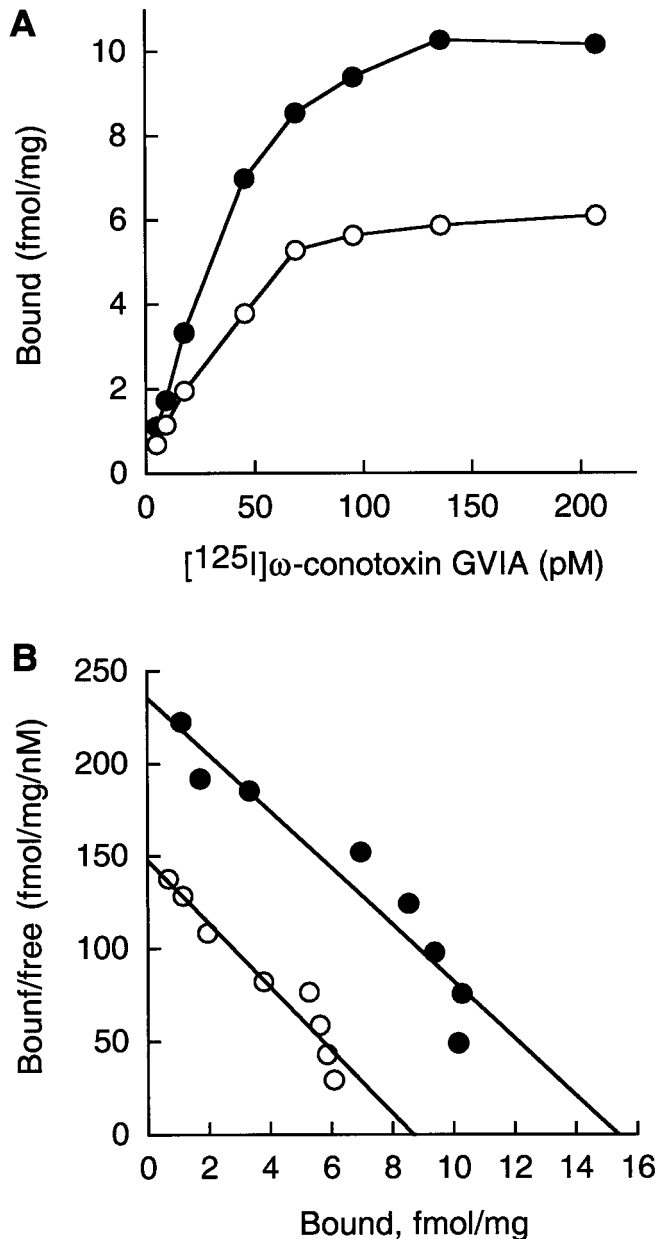 A
10
8
6
4
2
0
Bound (fmol/mg)
0 50 100 150 200
[125I]ω-conotoxin GVIA (pM)
B
250
200
150
100
50
0
Bounf/free (fmol/mg/nM)
0 2 4 6 8 10 12 14 16
Bound, fmol/mg